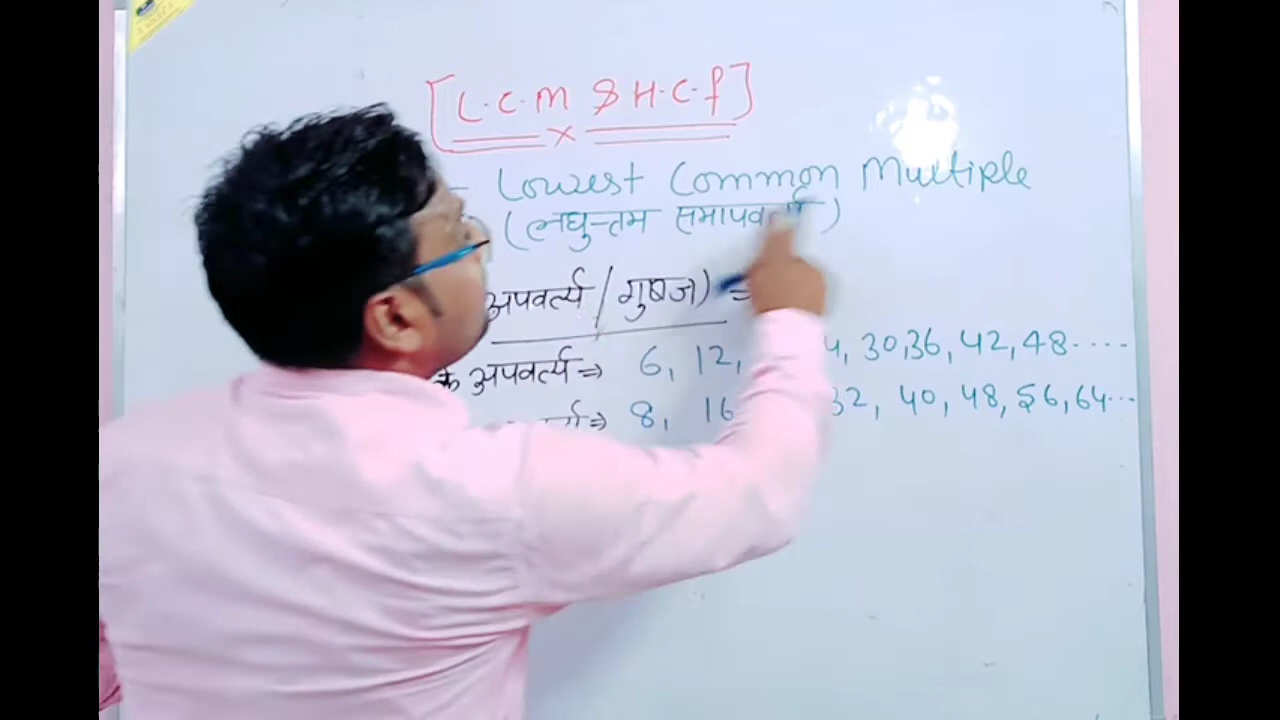 [L.C.M & H.C.f]
- Lowest Common Multiple
(लघुत्तम समापवर्त्य)
अपवर्त्य / गुणज) =
के अपवर्त्य ⇒ 6, 12, 30, 36, 42, 48.....
⇒ 8, 16 32, 40, 48, 56, 64...